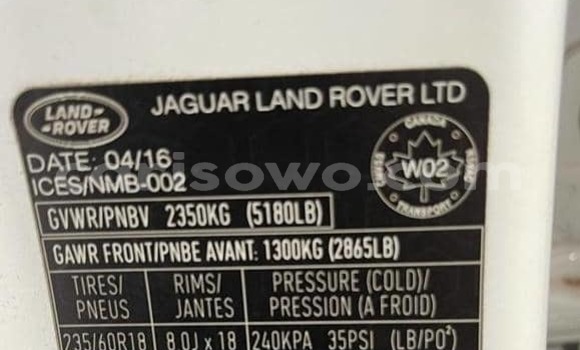 LAND-
-ROVER
JAGUAR LAND ROVER LTD
DATE: 04/16
ICES/NMB-002
CANADA
W02
TRANSPORT
GVWR/PNBV 2350KG (5180LB)
GAWR FRONT/PNBE AVANT: 1300KG (2865LB)
TIRES/ RIMS/ PRESSURE (COLD)/
PNEUS JANTES PRESSION (A FROID)
235/60R18 8.0J x 18 240KPA 35PSI (LB/PO²)